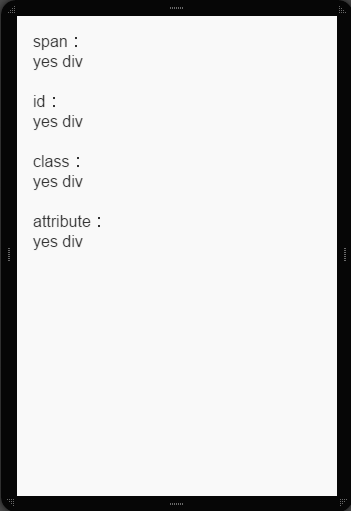 span：
yes div
id：
yes div
class：
yes div
attribute：
yes div